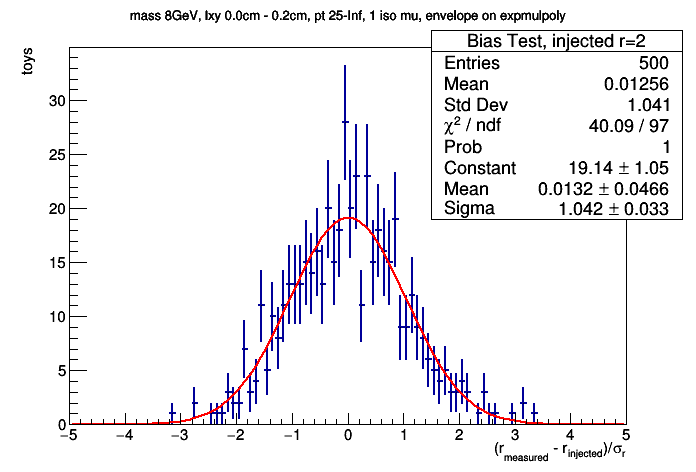 mass 8GeV, lxy 0.0cm - 0.2cm, pt 25-Inf, 1 iso mu, envelope on expmulpoly
toys
Bias Test, injected r=2
Entries 500
Mean 0.01256
Std Dev 1.041
χ² / ndf 40.09 / 97
Prob 1
Constant 19.14 ± 1.05
Mean 0.0132 ± 0.0466
Sigma 1.042 ± 0.033
30
25
20
15
10
5
0
−5 −4 −3 −2 −1 0 1 2 3 4 5
(r_measured - r_injected)/σ_r